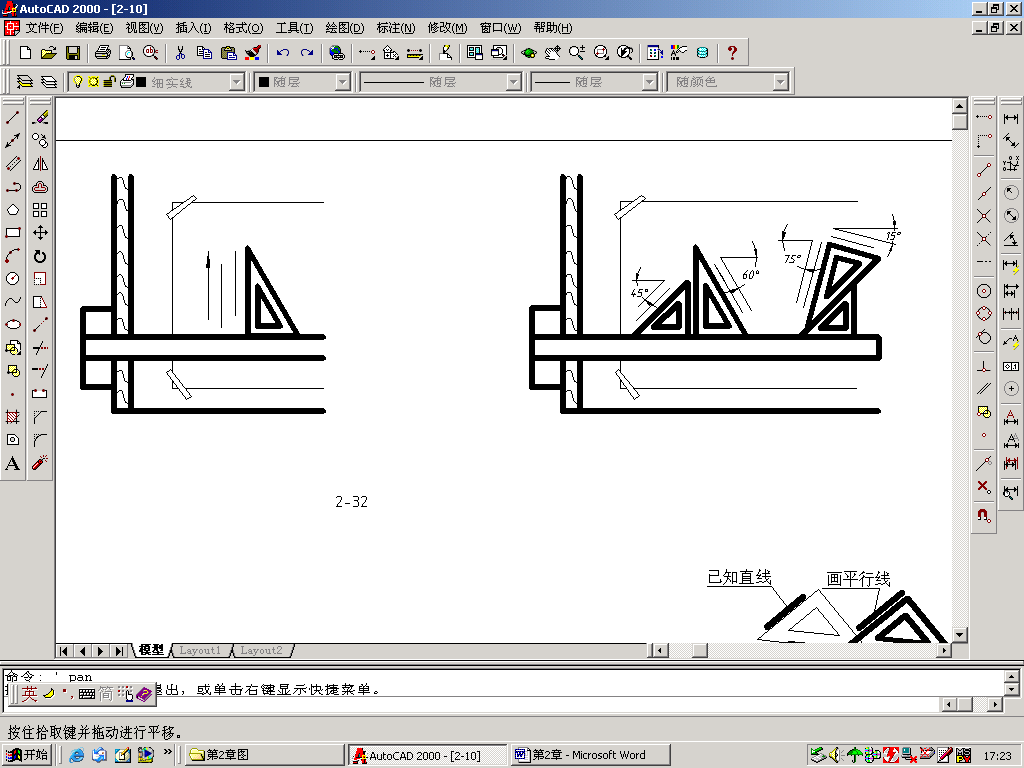 AutoCAD 2000 - [2-10]
文件(F) 编辑(E) 视图(V) 插入(I) 格式(O) 工具(T) 绘图(D) 标注(N) 修改(M) 窗口(W) 帮助(H)
细实线 随层 随层 随层 随颜色
45°
60°
75°
15°
2-32
已知直线 画平行线
模型 Layout1 Layout2
命令: '_pan
退出, 或单击右键显示快捷菜单。
英 简
按住拾取键并拖动进行平移。
开始 第2章图 AutoCAD 2000 - [2-10] 第2章 - Microsoft Word 17:23